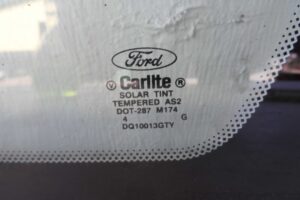 Ford
Ⓥ Carlite ®
SOLAR TINT
TEMPERED AS2
DOT-287 M174
4 G
DQ10013GTY